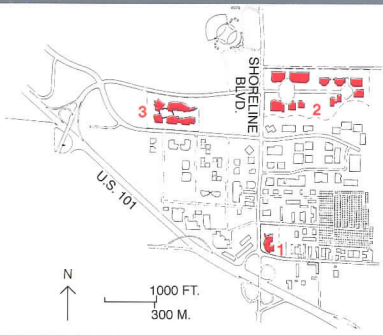 SHORELINE
BLVD.
3
2
U.S. 101
1
N
1000 FT.
300 M.